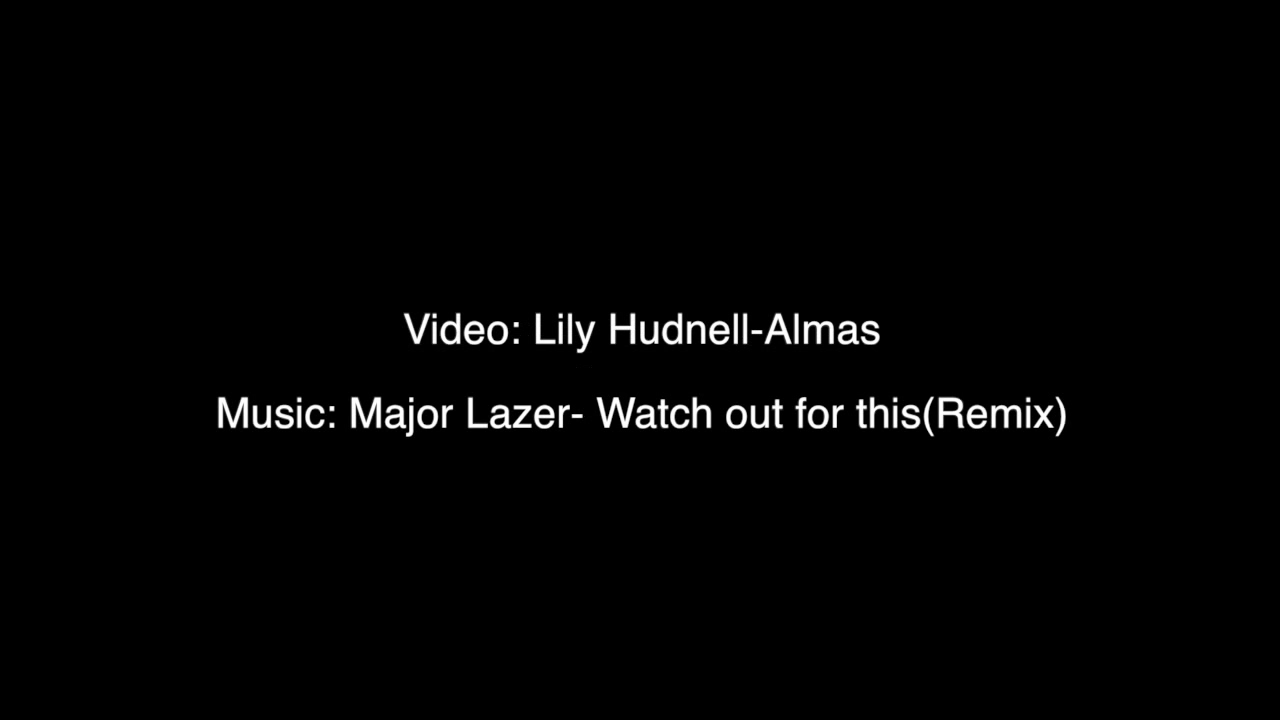 Video: Lily Hudnell-Almas
Music: Major Lazer- Watch out for this(Remix)